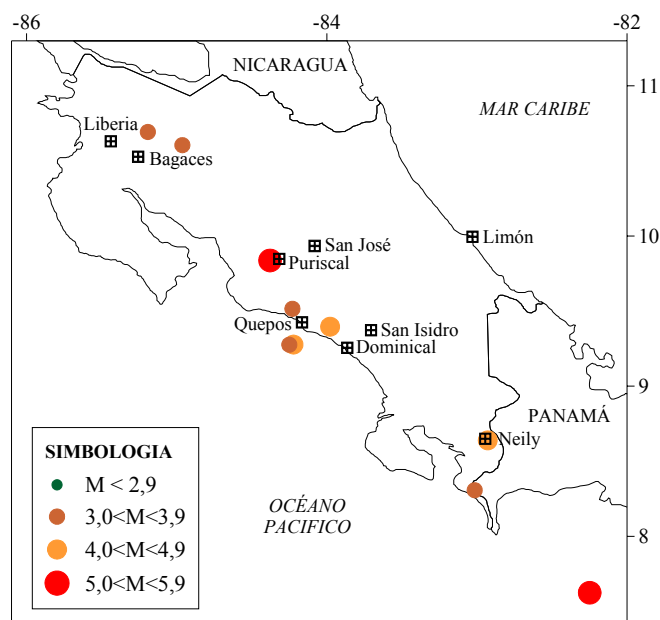 -86
-84
-82
NICARAGUA
11
MAR CARIBE
Liberia
Bagaces
10
San José
Limón
Puriscal
Quepos
San Isidro
Dominical
9
PANAMÁ
Neily
SIMBOLOGIA
M < 2,9
3,0<M<3,9
4,0<M<4,9
5,0<M<5,9
OCÉANO
PACIFICO
8